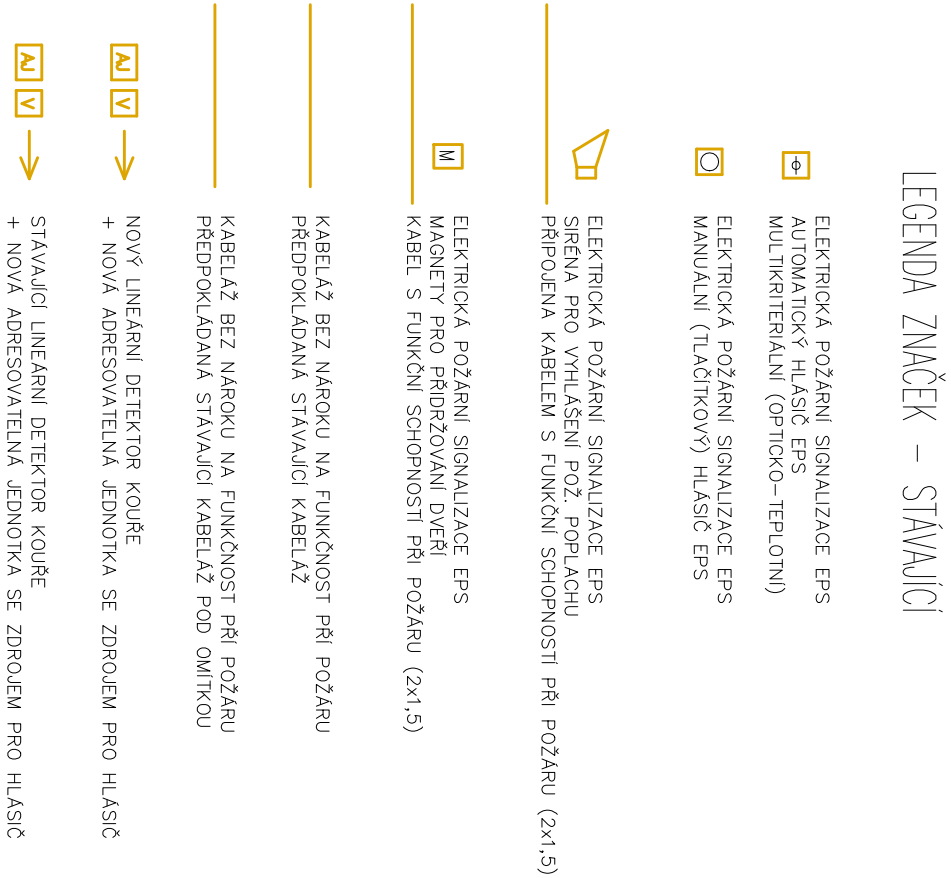 LEGENDA ZNAČEK – STÁVAJÍCÍ
ELEKTRICKÁ POŽÁRNÍ SIGNALIZACE EPS
AUTOMATICKÝ HLÁSIČ EPS
MULTIKRITERIÁLNÍ (OPTICKO–TEPLOTNÍ)
ELEKTRICKÁ POŽÁRNÍ SIGNALIZACE EPS
MANUÁLNÍ (TLAČÍTKOVÝ) HLÁSIČ EPS
ELEKTRICKÁ POŽÁRNÍ SIGNALIZACE EPS
SIRÉNA PRO VYHLÁŠENÍ POŽ. POPLACHU
PŘIPOJENA KABELEM S FUNKČNÍ SCHOPNOSTÍ PŘI POŽÁRU (2x1,5)
M
ELEKTRICKÁ POŽÁRNÍ SIGNALIZACE EPS
MAGNETY PRO PŘIDRŽOVÁNÍ DVEŘÍ
KABEL S FUNKČNÍ SCHOPNOSTÍ PŘI POŽÁRU (2x1,5)
KABELÁŽ BEZ NÁROKU NA FUNKČNOST PŘÍ POŽÁRU
PŘEDPOKLÁDANÁ STÁVAJÍCÍ KABELÁŽ
KABELÁŽ BEZ NÁROKU NA FUNKČNOST PŘÍ POŽÁRU
PŘEDPOKLÁDANÁ STÁVAJÍCÍ KABELÁŽ POD OMÍTKOU
AJ V
NOVÝ LINEÁRNÍ DETEKTOR KOUŘE
+ NOVÁ ADRESOVATELNÁ JEDNOTKA SE ZDROJEM PRO HLÁSIČ
AJ V
STÁVAJÍCÍ LINEÁRNÍ DETEKTOR KOUŘE
+ NOVÁ ADRESOVATELNÁ JEDNOTKA SE ZDROJEM PRO HLÁSIČ